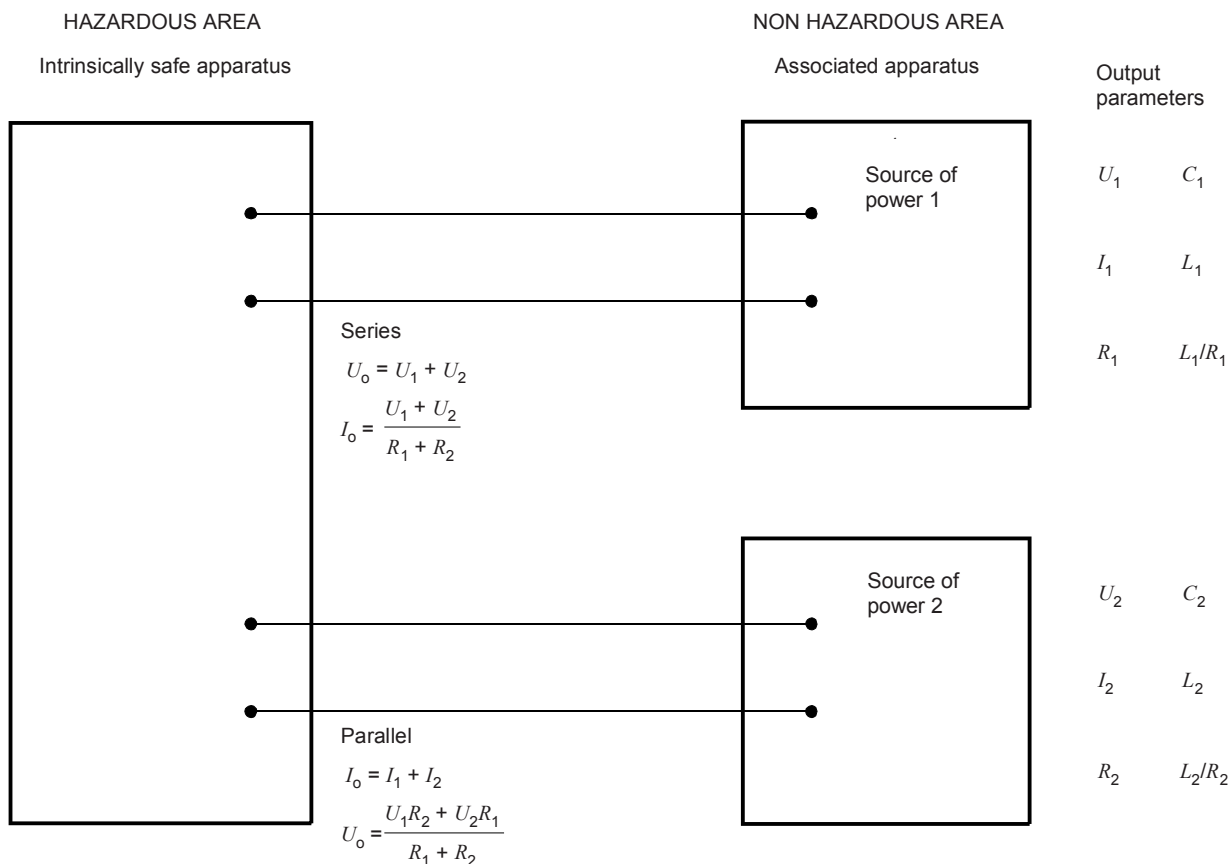 HAZARDOUS AREA
Intrinsically safe apparatus
NON HAZARDOUS AREA
Associated apparatus
Output
parameters
Source of
power 1
U₁ C₁
I₁ L₁
R₁ L₁/R₁
Series
Uₒ = U₁ + U₂
Iₒ = (U₁ + U₂) / (R₁ + R₂)
Source of
power 2
U₂ C₂
I₂ L₂
R₂ L₂/R₂
Parallel
Iₒ = I₁ + I₂
Uₒ = (U₁R₂ + U₂R₁) / (R₁ + R₂)